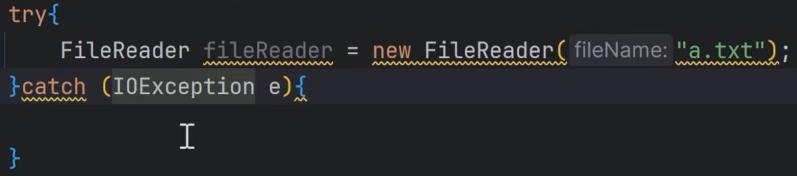 try{
FileReader fileReader = new FileReader( fileName: "a.txt");
}catch (IOException e){
}